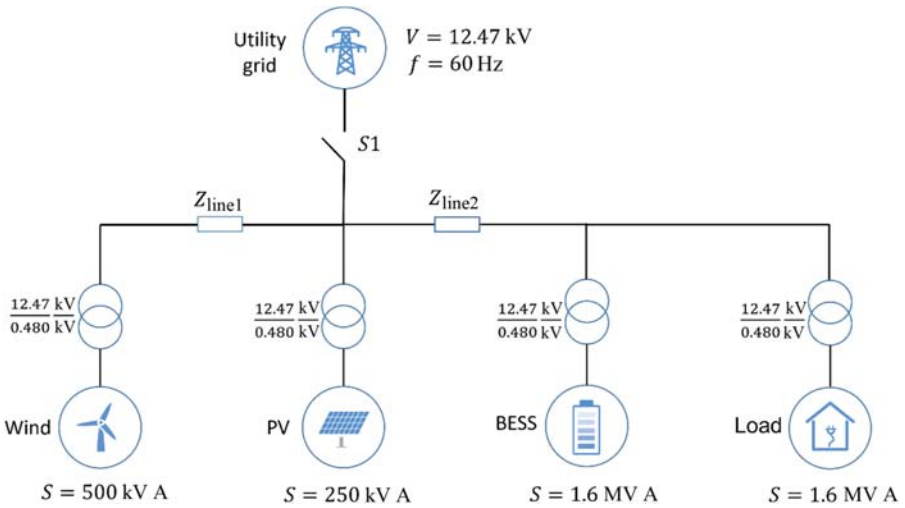 Utility
grid
V = 12.47 kV
f = 60 Hz
S1
Zline1
Zline2
12.47 kV
0.480 kV
12.47 kV
0.480 kV
12.47 kV
0.480 kV
12.47 kV
0.480 kV
Wind
PV
BESS
Load
S = 500 kV A
S = 250 kV A
S = 1.6 MV A
S = 1.6 MV A